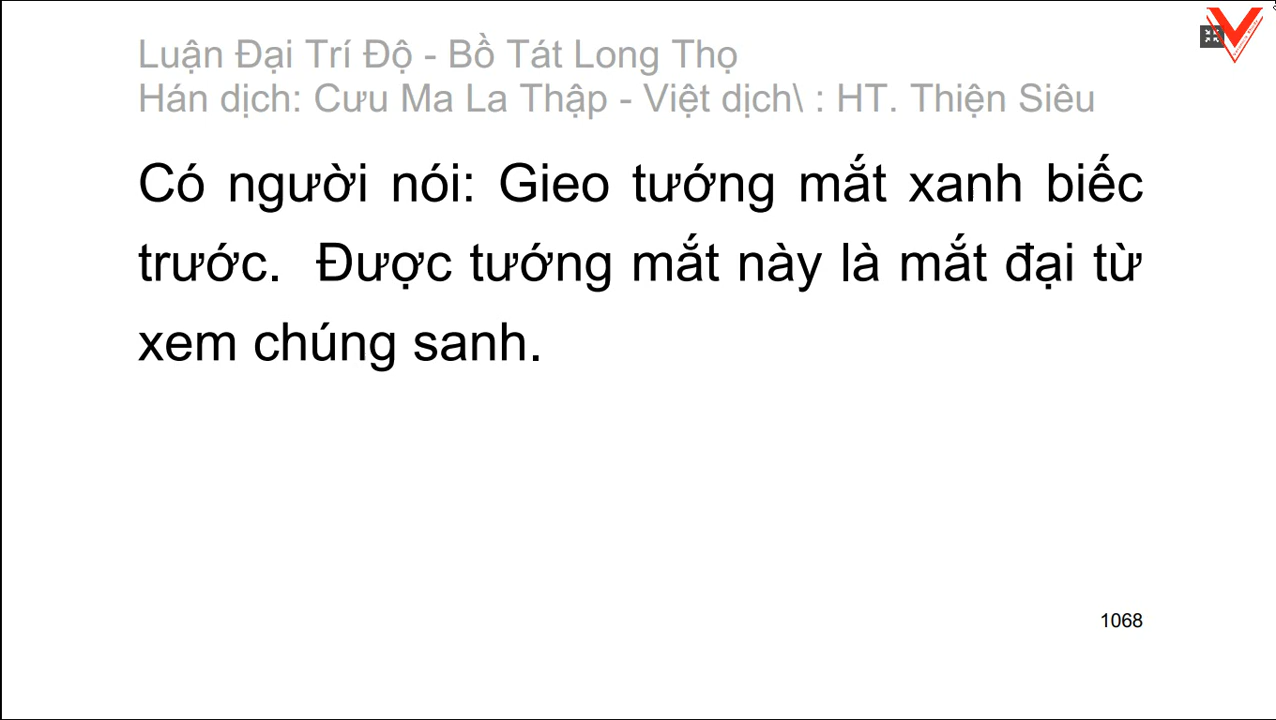 Luận Đại Trí Độ - Bồ Tát Long Thọ
Hán dịch: Cưu Ma La Thập - Việt dịch\ : HT. Thiện Siêu
Có người nói: Gieo tướng mắt xanh biếc
trước. Được tướng mắt này là mắt đại từ
xem chúng sanh.
1068